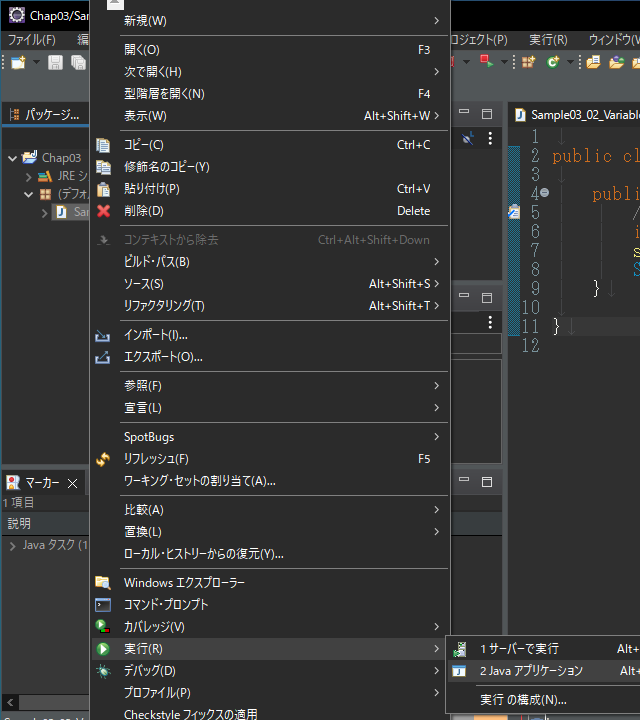 Chap03/Sa
新規(W)
ファイル(F)
開く(O) F3
次で開く(H)
型階層を開く(N) F4
表示(W) Alt+Shift+W
コピー(C) Ctrl+C
修飾名のコピー(Y)
貼り付け(P) Ctrl+V
削除(D) Delete
コンテキストから除去 Ctrl+Alt+Shift+Down
ビルド・パス(B)
ソース(S) Alt+Shift+S
リファクタリング(T) Alt+Shift+T
インポート(I)...
エクスポート(O)...
参照(F)
宣言(L)
SpotBugs
リフレッシュ(F) F5
ワーキング・セットの割り当て(A)...
比較(A)
置換(L)
ローカル・ヒストリーからの復元(Y)...
Windows エクスプローラー
コマンド・プロンプト
カバレッジ(V)
実行(R)
デバッグ(D)
プロファイル(P)
Checkstyle フィックスの適用
1 サーバーで実行 Alt+
2 Java アプリケーション Alt+
実行 の構成(N)...
パッケージ...
Chap03
JRE シ
(デフォ
Sa
マーカー
1 項目
説明
Java タスク (1
ロジェクト(P) 実行(R) ウィンドウ(W
Sample03_02_Variabl
1
2 public cl
3
4 public
5 /
6 i
7 s
8 S
9 }
10
11 }
12